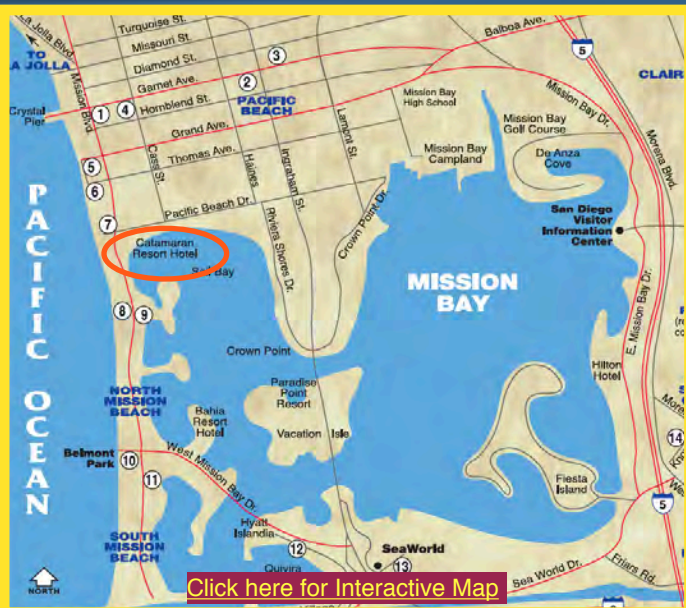 La Jolla Blvd.
Turquoise St.
Missouri St.
Diamond St.
Garnet Ave.
Hornblend St.
Grand Ave.
Thomas Ave.
Pacific Beach Dr.
TO
LA JOLLA
Mission Blvd.
Crystal
Pier
1
4
2
3
5
6
7
PACIFIC
BEACH
Cass St.
Haines
Ingraham St.
Lamont St.
Riviera Shores Dr.
Crown Point Dr.
Balboa Ave.
5
CLAIR
Mission Bay
High School
Mission Bay Dr.
Morena Blvd.
Mission Bay
Golf Course
Mission Bay
Campland
De Anza
Cove
San Diego
Visitor
Information
Center
E. Mission Bay Dr.
PACIFIC OCEAN
Catamaran
Resort Hotel
Sail Bay
MISSION
BAY
8
9
Crown Point
Hilton
Hotel
NORTH
MISSION
BEACH
Bahia
Resort
Hotel
Paradise
Point
Resort
Vacation Isle
Belmont
Park
10
11
West Mission Bay Dr.
Fiesta
Island
14
5
SOUTH
MISSION
BEACH
Hyatt
Islandia
12
Quivira
SeaWorld
13
Sea World Dr.
Friars Rd.
NORTH
Click here for Interactive Map